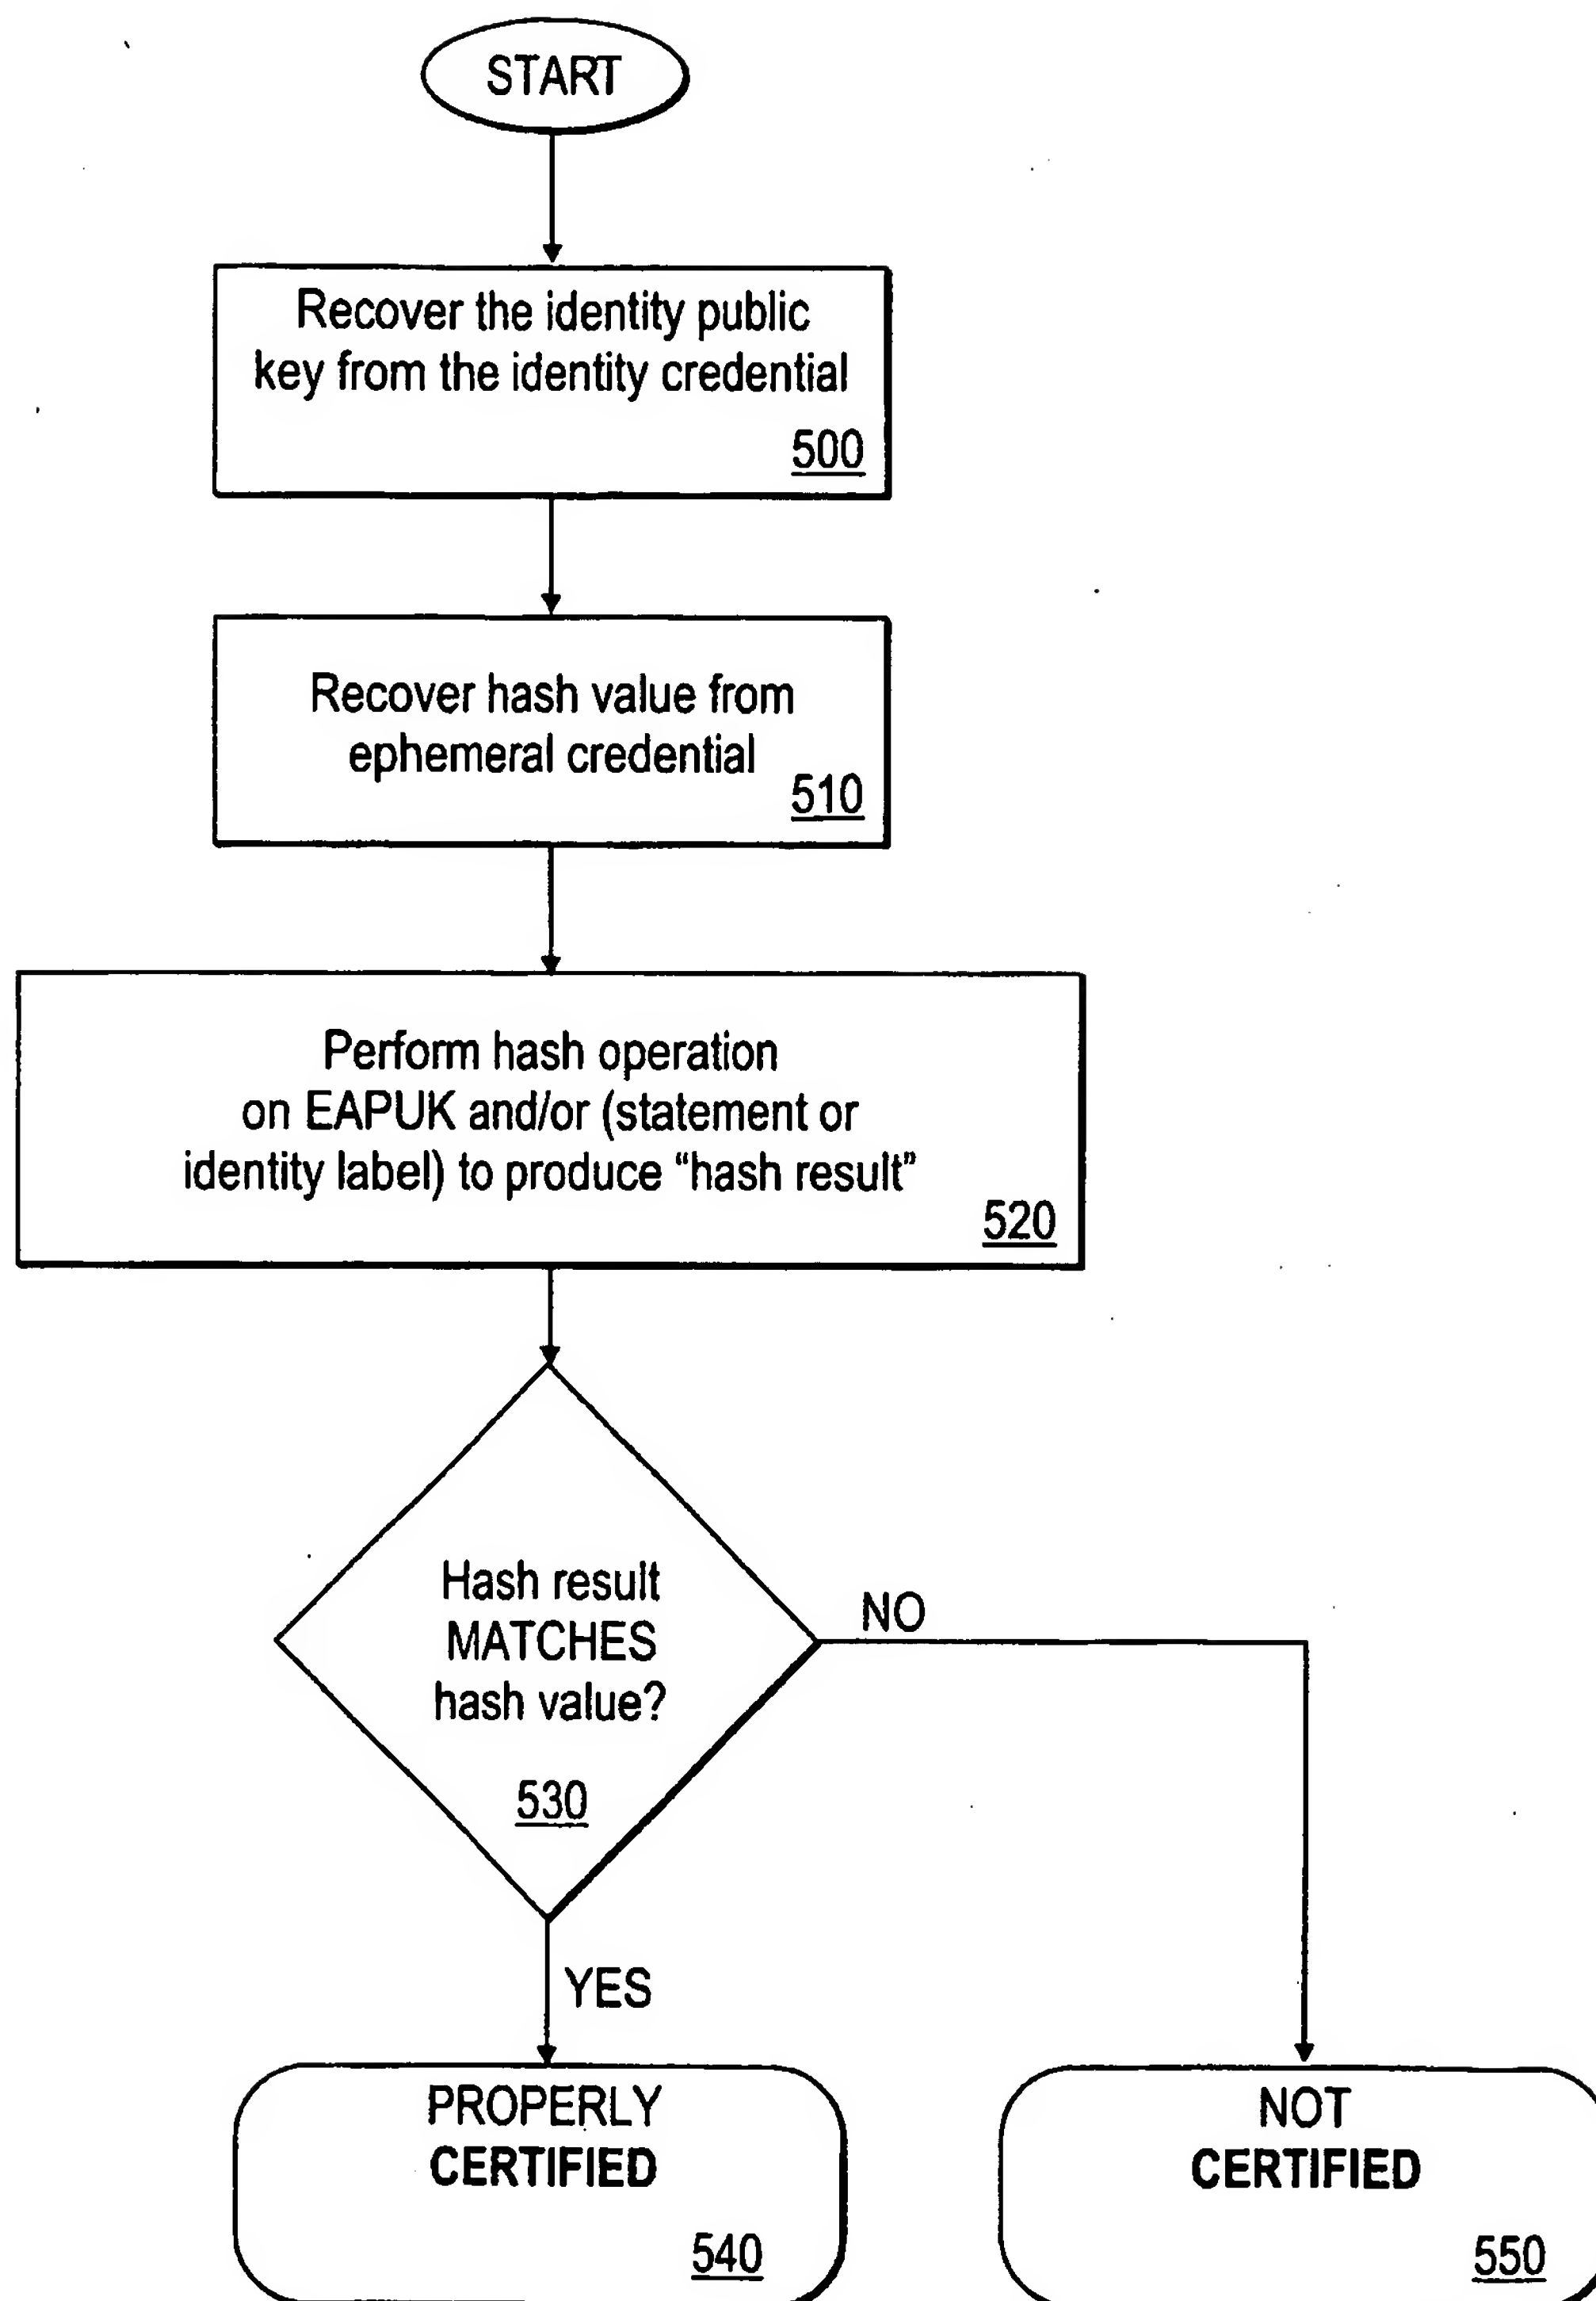 START
Recover the identity public
key from the identity credential
500
Recover hash value from
ephemeral credential
510
Perform hash operation
on EAPUK and/or (statement or
identity label) to produce “hash result”
520
Hash result
MATCHES
hash value?
530
NO
YES
PROPERLY
CERTIFIED
540
NOT
CERTIFIED
550